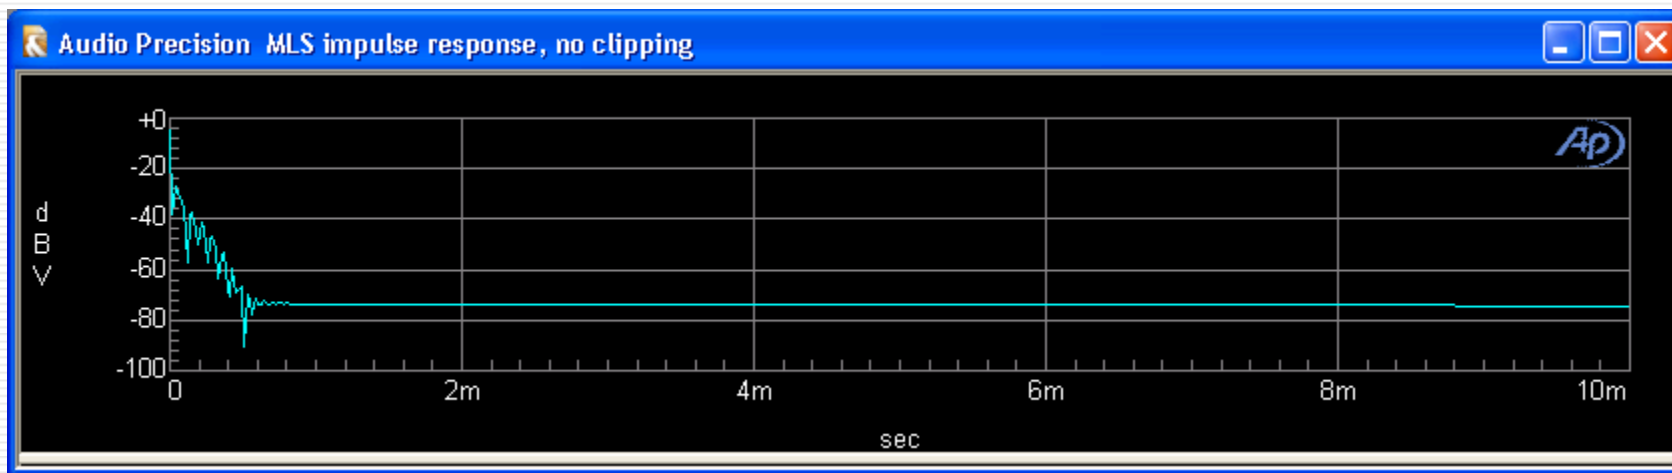 Audio Precision MLS impulse response, no clipping
+0
-20
-40
-60
-80
-100
d
B
V
Ap
0 2m 4m 6m 8m 10m
sec